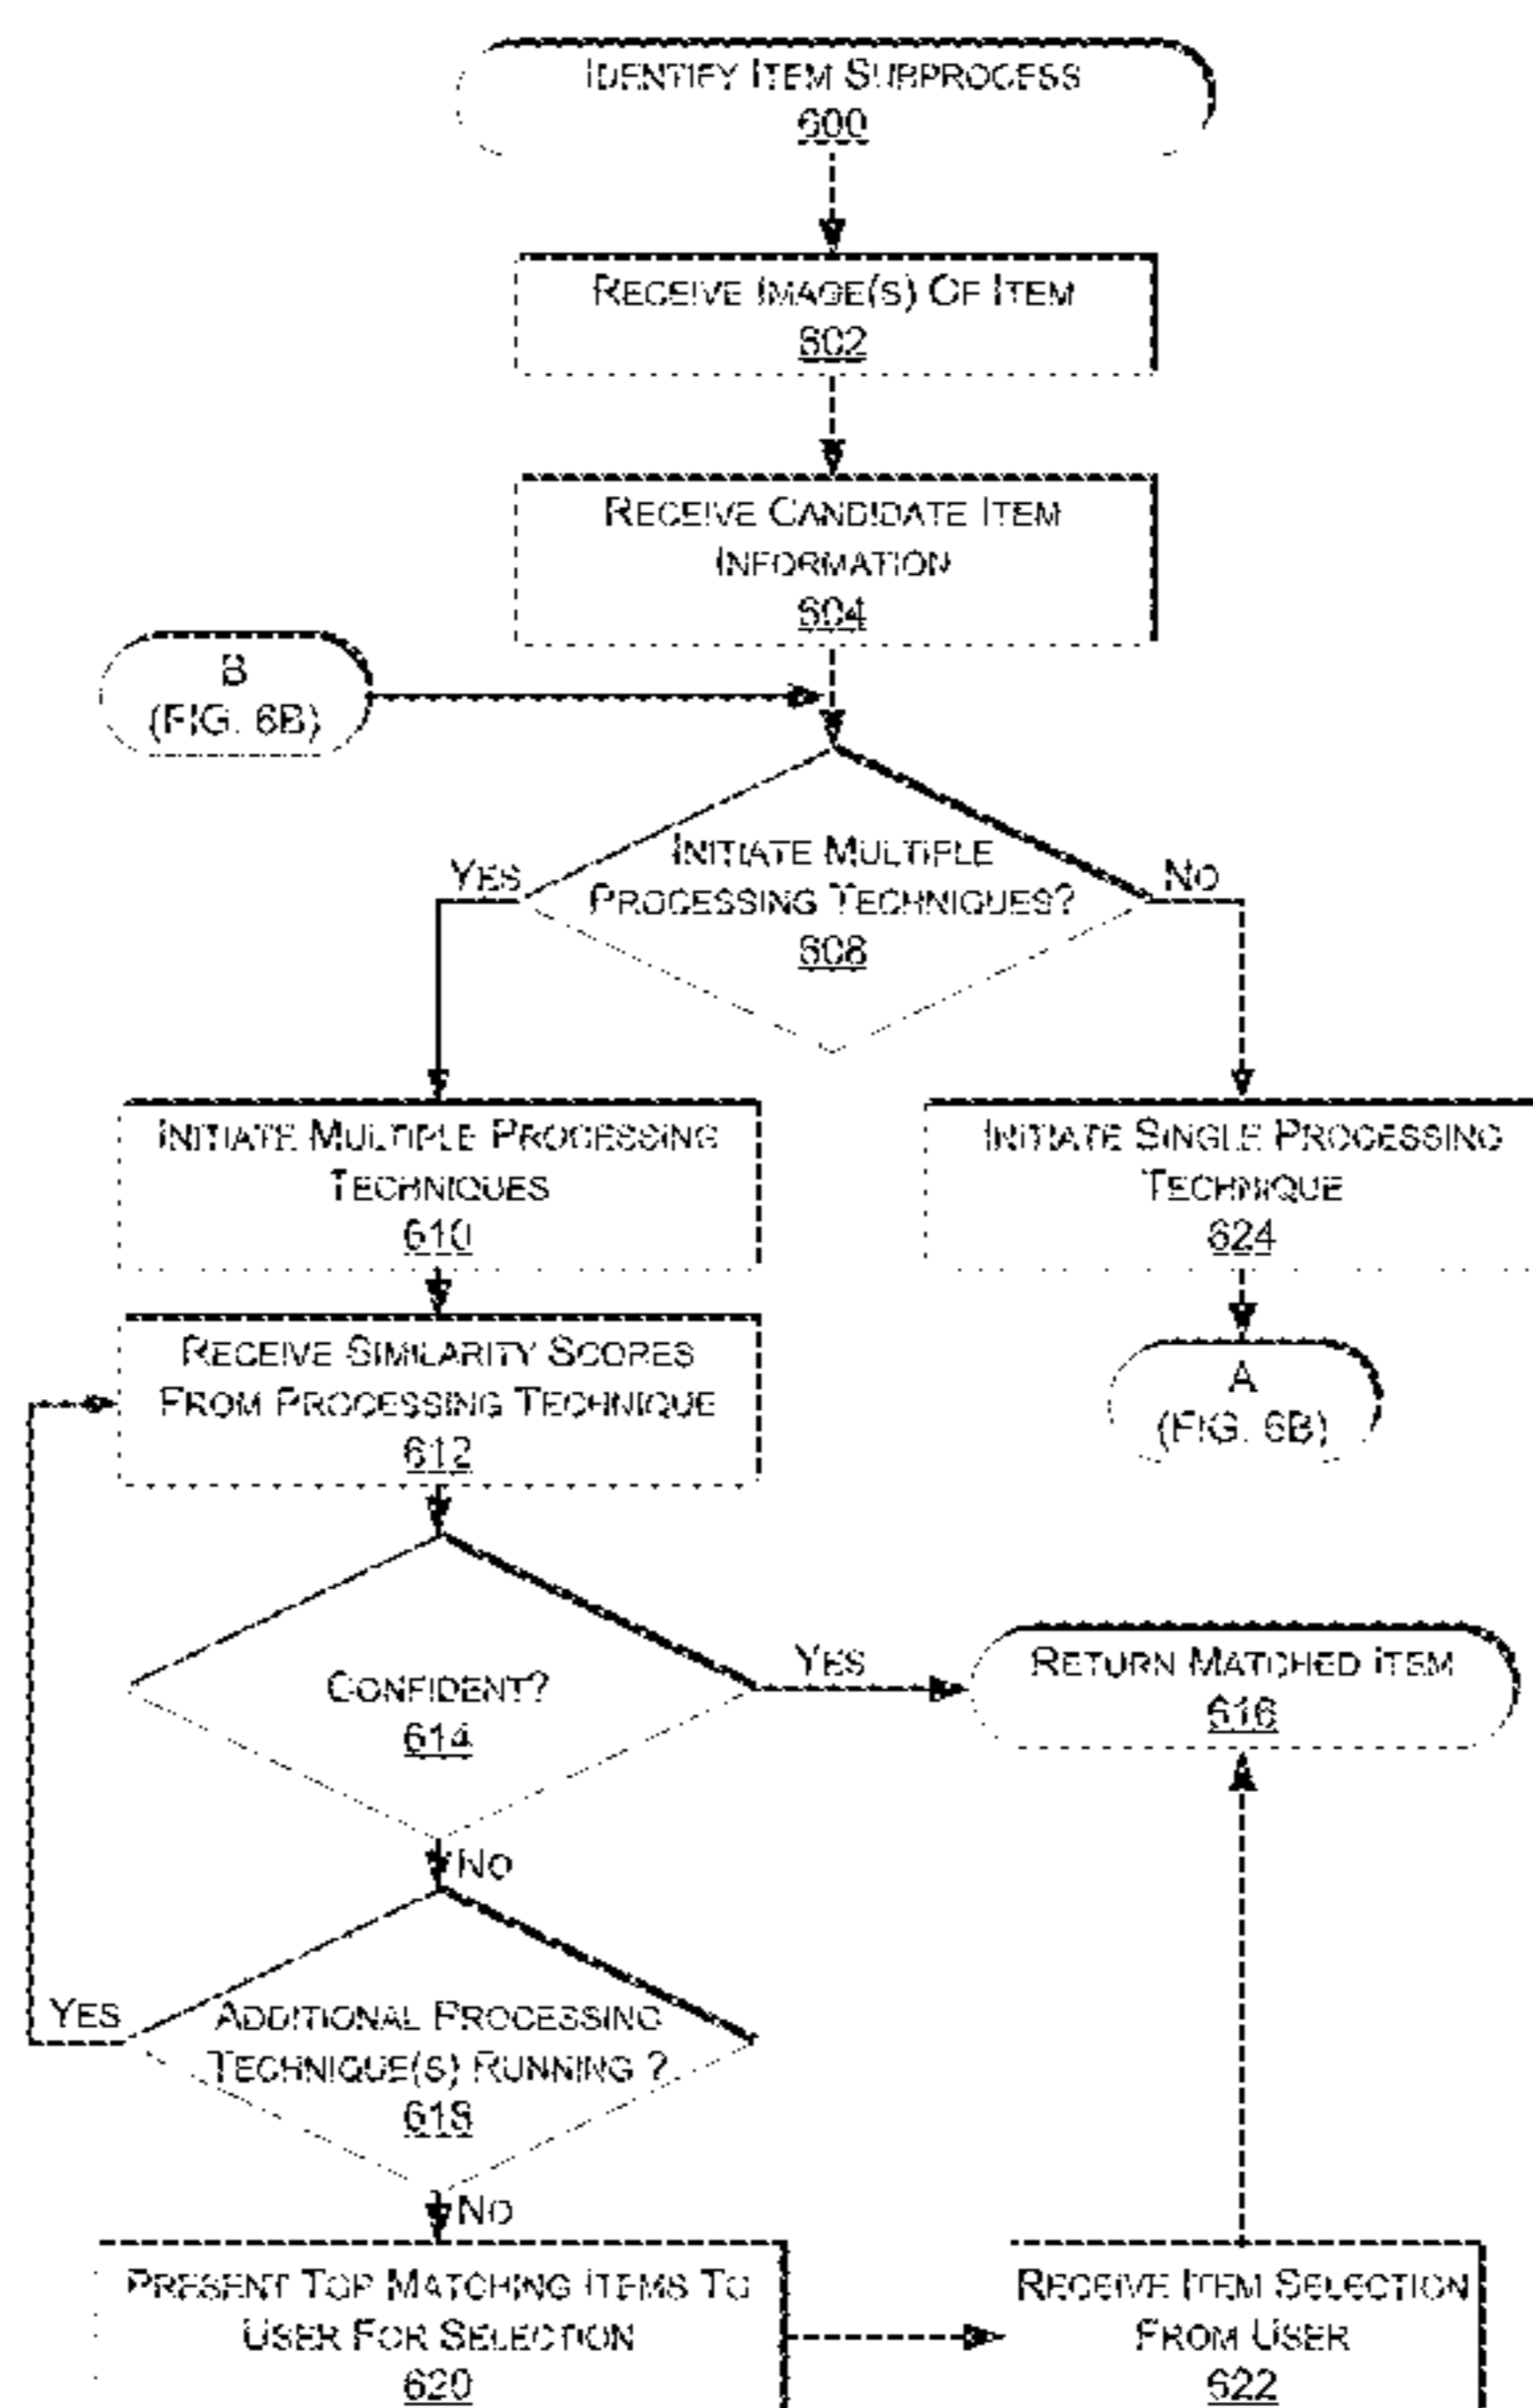 IDENTIFY ITEM SUBPROCESS
600
RECEIVE IMAGE(S) OF ITEM
602
RECEIVE CANDIDATE ITEM
INFORMATION
604
B
(FIG. 6B)
INITIATE MULTIPLE
PROCESSING TECHNIQUES?
608
YES
NO
INITIATE MULTIPLE PROCESSING
TECHNIQUES
610
INITIATE SINGLE PROCESSING
TECHNIQUE
624
RECEIVE SIMILARITY SCORES
FROM PROCESSING TECHNIQUE
612
A
(FIG. 6B)
CONFIDENT?
614
YES
RETURN MATCHED ITEM
616
NO
YES
ADDITIONAL PROCESSING
TECHNIQUE(S) RUNNING ?
618
NO
PRESENT TOP MATCHING ITEMS TO
USER FOR SELECTION
620
RECEIVE ITEM SELECTION
FROM USER
622